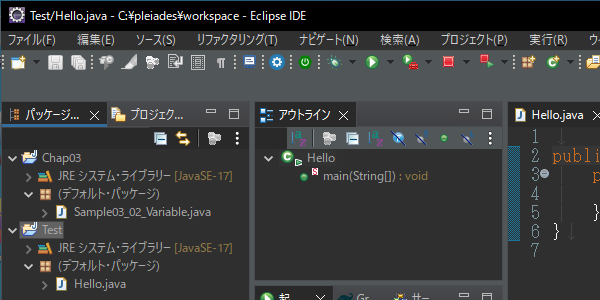 Test/Hello.java - C:¥pleiades¥workspace - Eclipse IDE
ファイル(F) 編集(E) ソース(S) リファクタリング(T) ナビゲート(N) 検索(A) プロジェクト(P) 実行(R) ウ
パッケージ... プロジェク...
アウトライン
Hello.java
Chap03
JRE システム・ライブラリー [JavaSE-17]
(デフォルト・パッケージ)
Sample03_02_Variable.java
Test
JRE システム・ライブラリー [JavaSE-17]
(デフォルト・パッケージ)
Hello.java
Hello
main(String[]) : void
1
2 public
3 p
4
5 }
6 }
7
Gr... サー...